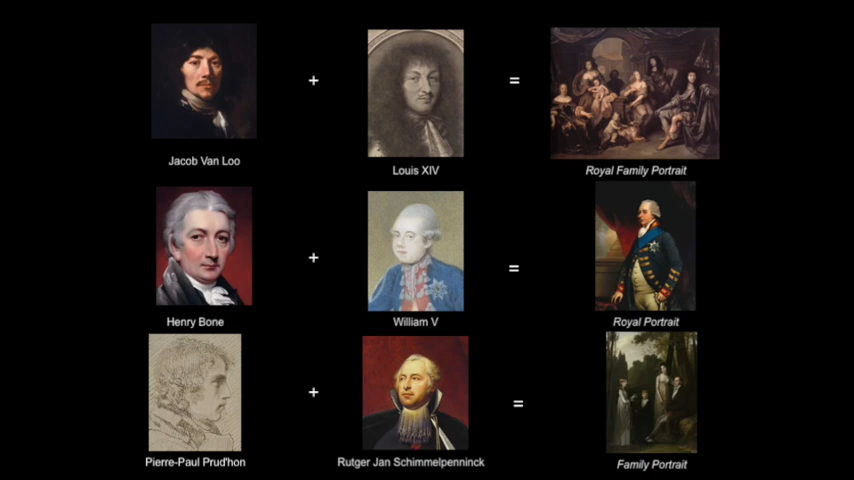 +
=
Jacob Van Loo
Louis XIV
Royal Family Portrait
+
=
Henry Bone
William V
Royal Portrait
+
=
Pierre-Paul Prud'hon
Rutger Jan Schimmelpenninck
Family Portrait